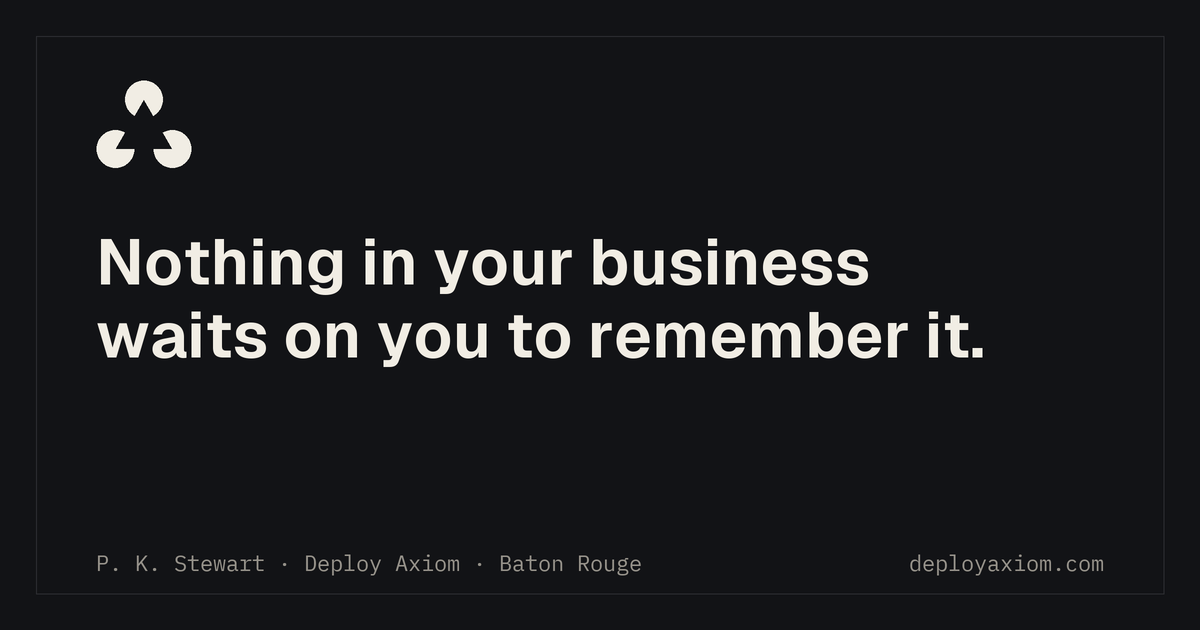 Nothing in your business
waits on you to remember it.
P. K. Stewart · Deploy Axiom · Baton Rouge
deployaxiom.com